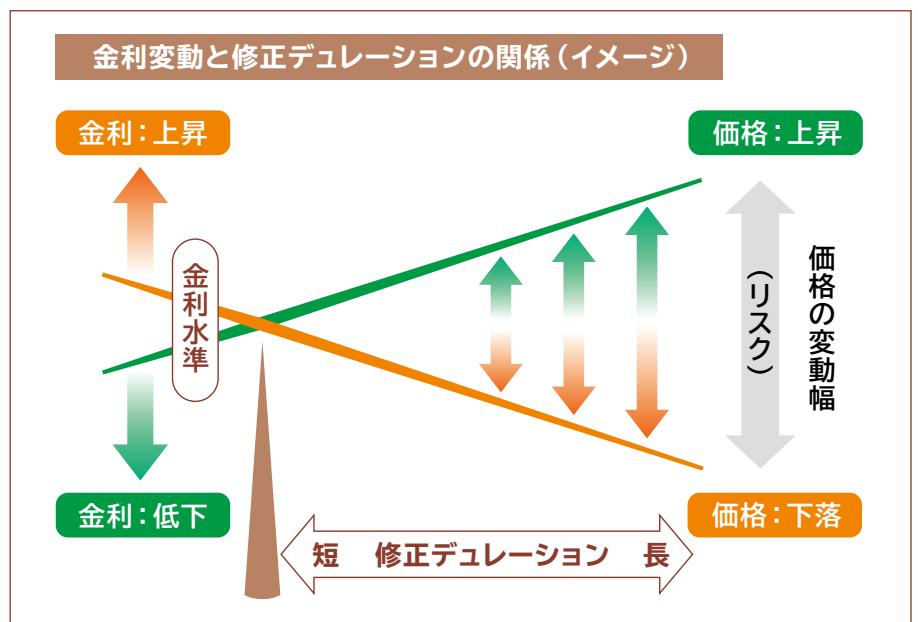 金利変動と修正デュレーションの関係（イメージ）
金利：上昇
価格：上昇
金利水準
（リスク）
価格の変動幅
金利：低下
価格：下落
短 修正デュレーション 長